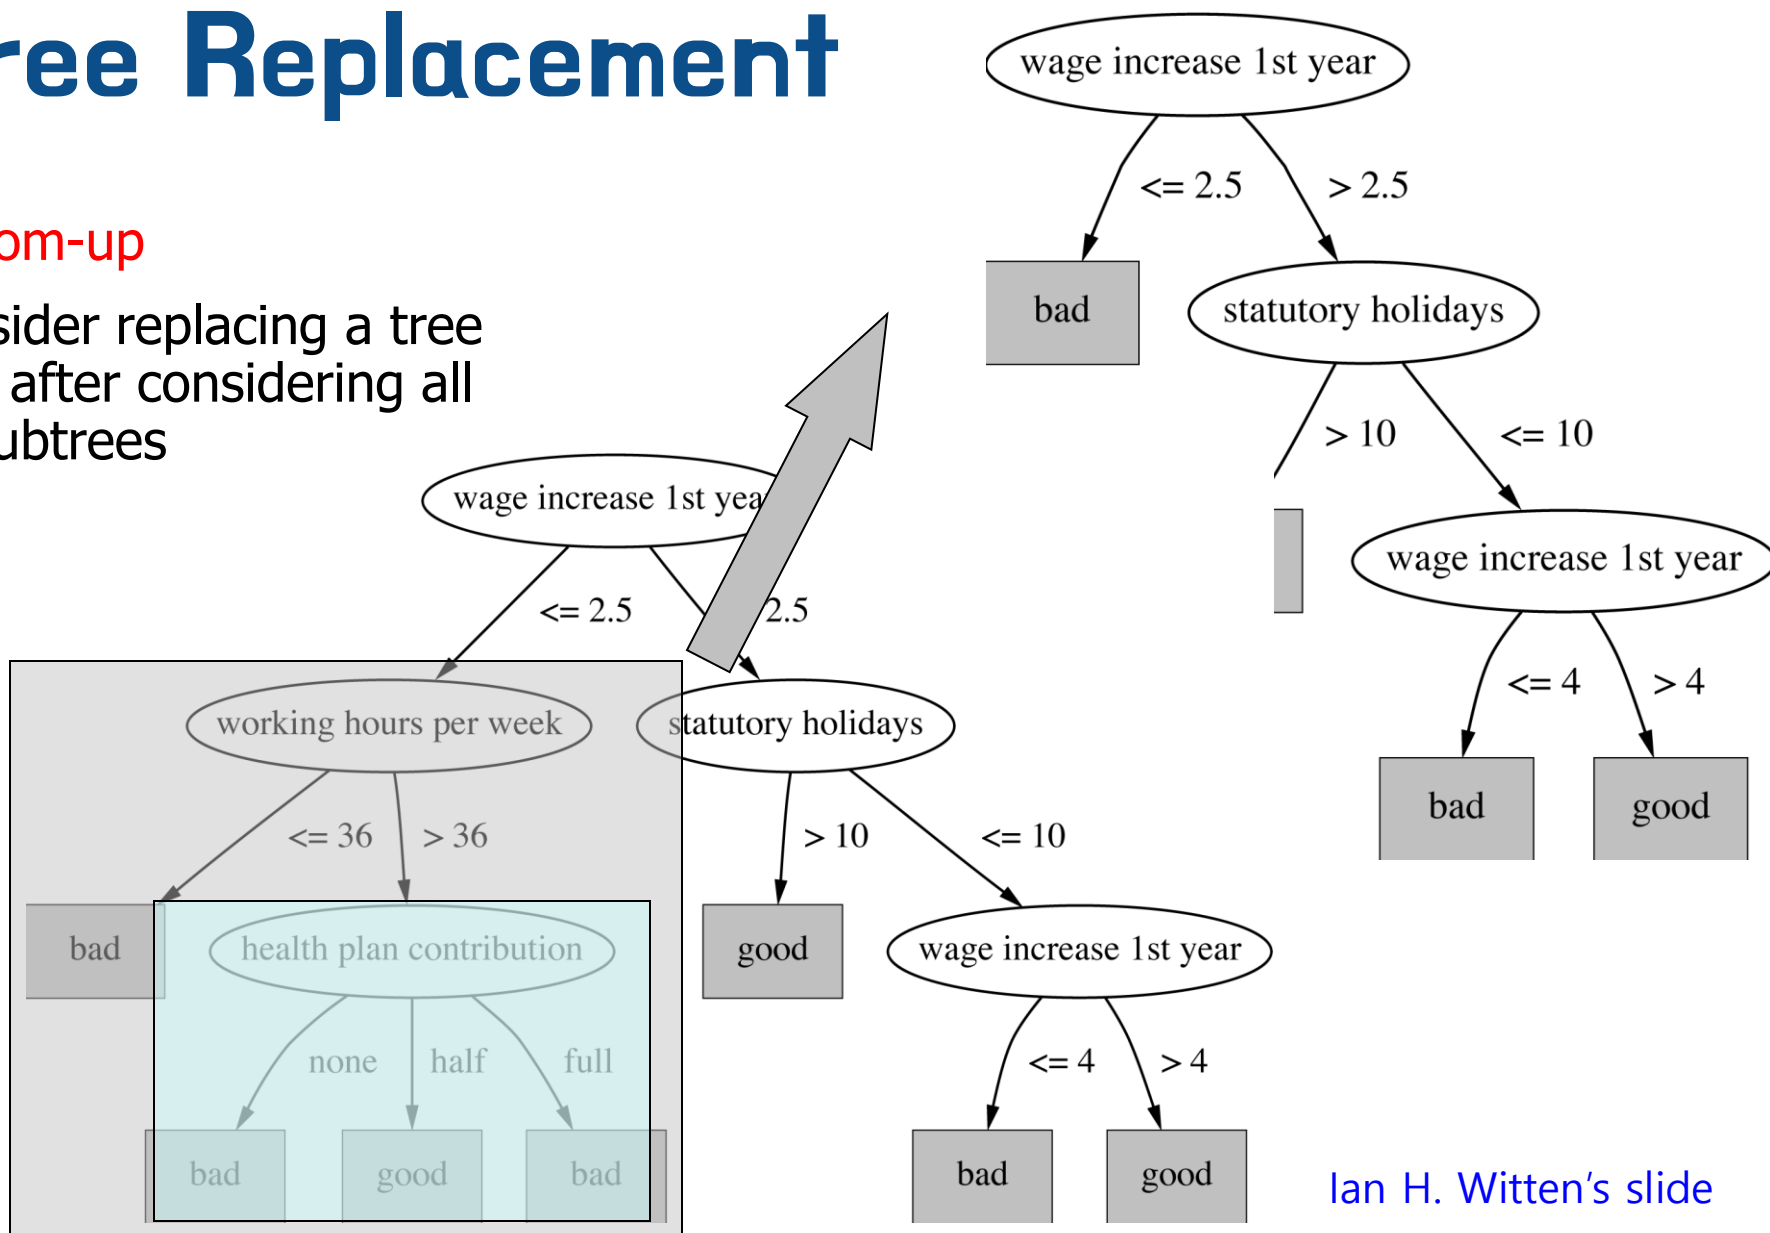 ree Replacement
om-up
sider replacing a tree
after considering all
ubtrees
wage increase 1st year
<= 2.5
> 2.5
bad
statutory holidays
> 10
<= 10
wage increase 1st year
<= 4
> 4
bad
good
wage increase 1st yea
<= 2.5
2.5
working hours per week
statutory holidays
<= 36
> 36
> 10
<= 10
bad
health plan contribution
good
wage increase 1st year
none
half
full
<= 4
> 4
bad
good
bad
bad
good
Ian H. Witten’s slide